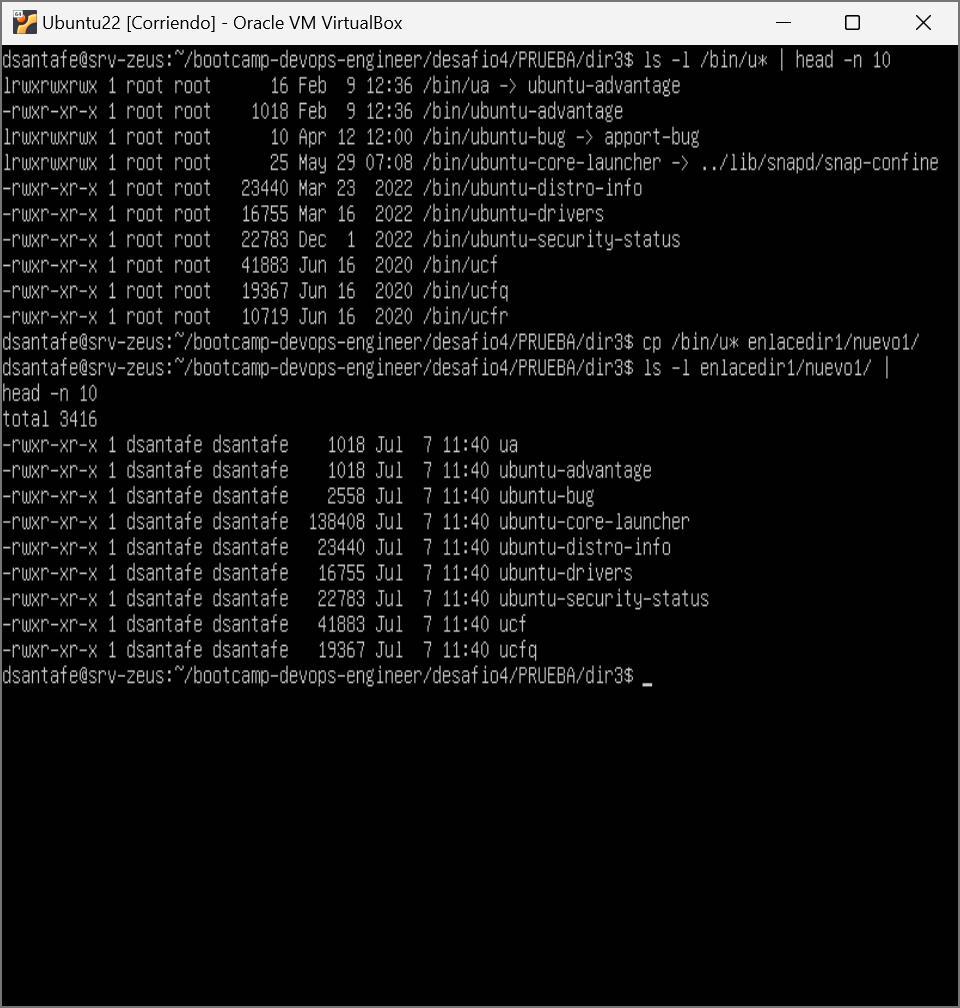 Ubuntu22 [Corriendo] - Oracle VM VirtualBox
dsantafe@srv-zeus:~/bootcamp-devops-engineer/desafio4/PRUEBA/dir3$ ls -l /bin/u* | head -n 10
lrwxrwxrwx 1 root root      16 Feb  9 12:36 /bin/ua -> ubuntu-advantage
-rwxr-xr-x 1 root root    1018 Feb  9 12:36 /bin/ubuntu-advantage
lrwxrwxrwx 1 root root      10 Apr 12 12:00 /bin/ubuntu-bug -> apport-bug
lrwxrwxrwx 1 root root      25 May 29 07:08 /bin/ubuntu-core-launcher -> ../lib/snapd/snap-confine
-rwxr-xr-x 1 root root   23440 Mar 23  2022 /bin/ubuntu-distro-info
-rwxr-xr-x 1 root root   16755 Mar 16  2022 /bin/ubuntu-drivers
-rwxr-xr-x 1 root root   22783 Dec  1  2022 /bin/ubuntu-security-status
-rwxr-xr-x 1 root root   41883 Jun 16  2020 /bin/ucf
-rwxr-xr-x 1 root root   19367 Jun 16  2020 /bin/ucfq
-rwxr-xr-x 1 root root   10719 Jun 16  2020 /bin/ucfr
dsantafe@srv-zeus:~/bootcamp-devops-engineer/desafio4/PRUEBA/dir3$ cp /bin/u* enlacedir1/nuevo1/
dsantafe@srv-zeus:~/bootcamp-devops-engineer/desafio4/PRUEBA/dir3$ ls -l enlacedir1/nuevo1/ |
head -n 10
total 3416
-rwxr-xr-x 1 dsantafe dsantafe    1018 Jul  7 11:40 ua
-rwxr-xr-x 1 dsantafe dsantafe    1018 Jul  7 11:40 ubuntu-advantage
-rwxr-xr-x 1 dsantafe dsantafe    2558 Jul  7 11:40 ubuntu-bug
-rwxr-xr-x 1 dsantafe dsantafe  138408 Jul  7 11:40 ubuntu-core-launcher
-rwxr-xr-x 1 dsantafe dsantafe   23440 Jul  7 11:40 ubuntu-distro-info
-rwxr-xr-x 1 dsantafe dsantafe   16755 Jul  7 11:40 ubuntu-drivers
-rwxr-xr-x 1 dsantafe dsantafe   22783 Jul  7 11:40 ubuntu-security-status
-rwxr-xr-x 1 dsantafe dsantafe   41883 Jul  7 11:40 ucf
-rwxr-xr-x 1 dsantafe dsantafe   19367 Jul  7 11:40 ucfq
dsantafe@srv-zeus:~/bootcamp-devops-engineer/desafio4/PRUEBA/dir3$ _